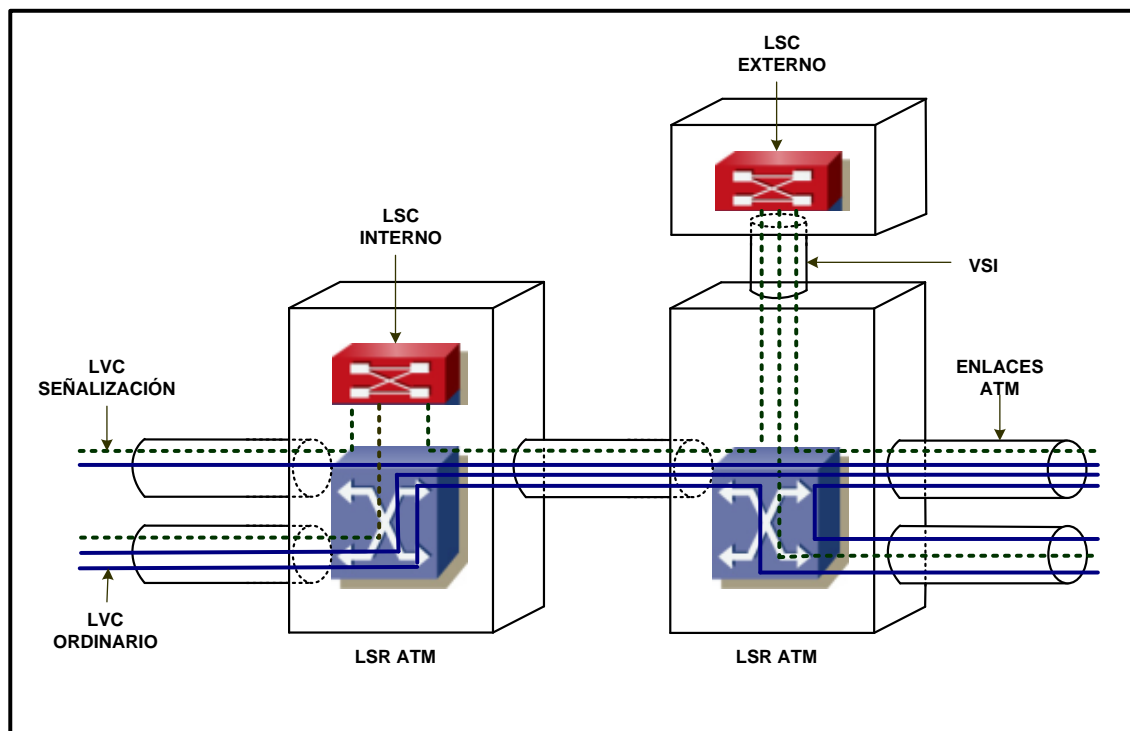 LSC
EXTERNO
LSC
INTERNO
VSI
LVC
SEÑALIZACIÓN
ENLACES
ATM
LVC
ORDINARIO
LSR ATM
LSR ATM